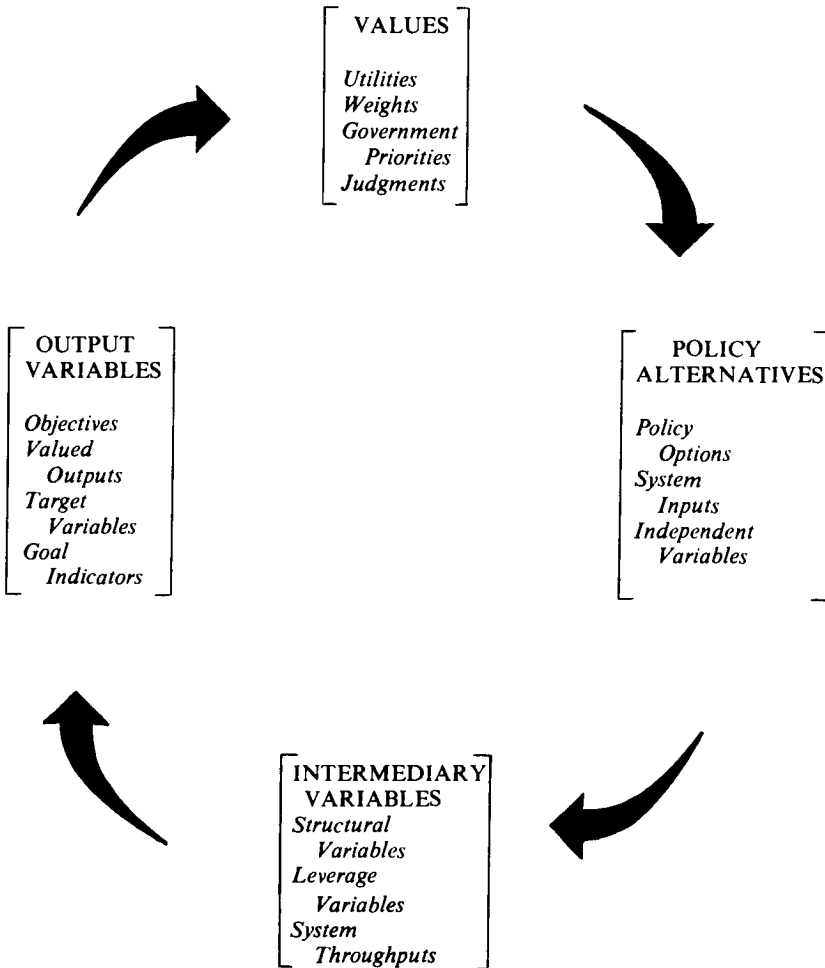 VALUES
Utilities
Weights
Government
Priorities
Judgments
OUTPUT
VARIABLES
Objectives
Valued
Outputs
Target
Variables
Goal
Indicators
POLICY
ALTERNATIVES
Policy
Options
System
Inputs
Independent
Variables
INTERMEDIARY
VARIABLES
Structural
Variables
Leverage
Variables
System
Throughputs